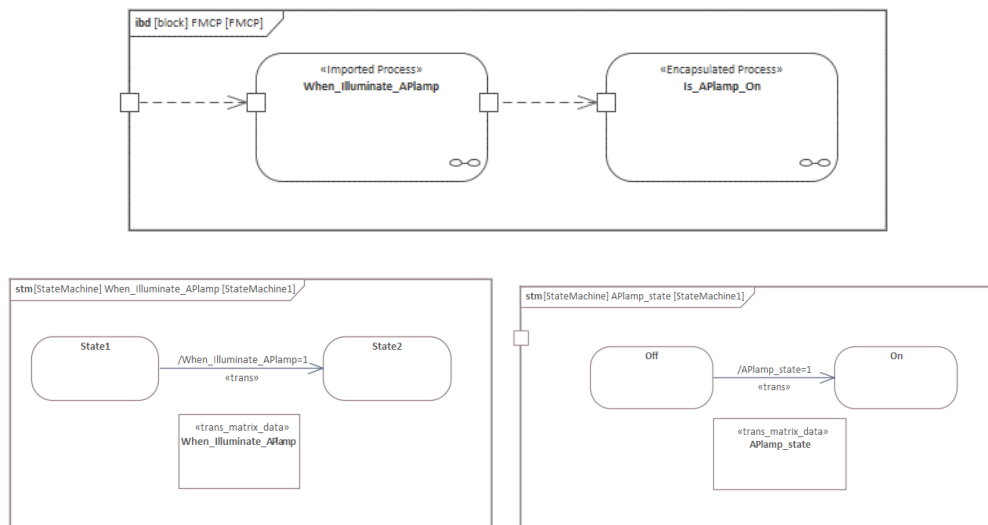 ibd [block] FMCP [FMCP]
«Imported Process»
When_Illuminate_APlamp
«Encapsulated Process»
Is_APlamp_On
stm[StateMachine] When_Illuminate_APlamp [StateMachine1]
State1
State2
/When_Illuminate_APlamp=1
«trans»
«trans_matrix_data»
When_Illuminate_APlamp
stm[StateMachine] APlamp_state [StateMachine1]
Off
On
/APlamp_state=1
«trans»
«trans_matrix_data»
APlamp_state